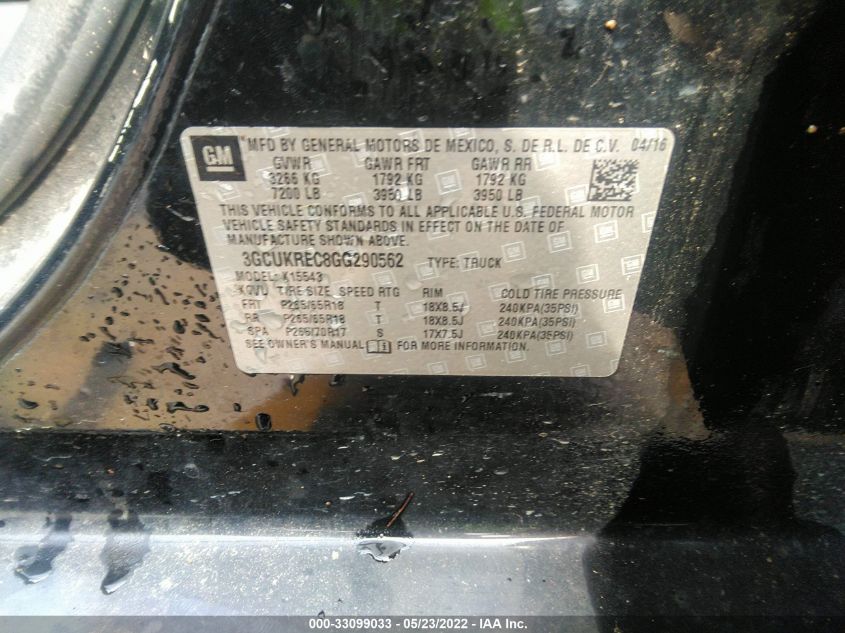 GM
MFD BY GENERAL MOTORS DE MEXICO, S. DE R.L. DE C.V. 04/16
GVWR GAWR FRT GAWR RR
3266 KG 1792 KG 1792 KG
7200 LB 3950 LB 3950 LB
THIS VEHICLE CONFORMS TO ALL APPLICABLE U.S. FEDERAL MOTOR
VEHICLE SAFETY STANDARDS IN EFFECT ON THE DATE OF
MANUFACTURE SHOWN ABOVE.
3GCUKREC8GG290562 TYPE: TRUCK
MODEL: K15543
TIRE SIZE SPEED RTG RIM COLD TIRE PRESSURE
FRT P265/65R18 T 18X8.5J 240KPA(35PSI)
RR P265/65R18 T 18X8.5J 240KPA(35PSI)
SPA P265/70R17 S 17X7.5J 240KPA(35PSI)
SEE OWNER'S MANUAL FOR MORE INFORMATION.
000-33099033 - 05/23/2022 - IAA Inc.